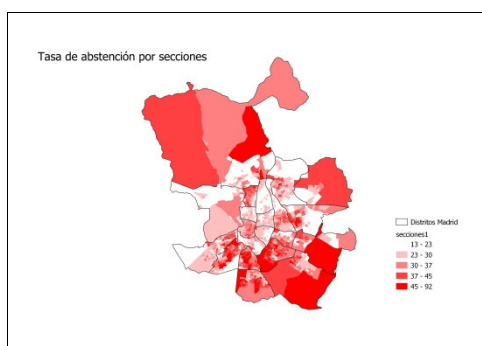 Tasa de abstención por secciones
Distritos Madrid
secciones1
13 - 23
23 - 30
30 - 37
37 - 45
45 - 92